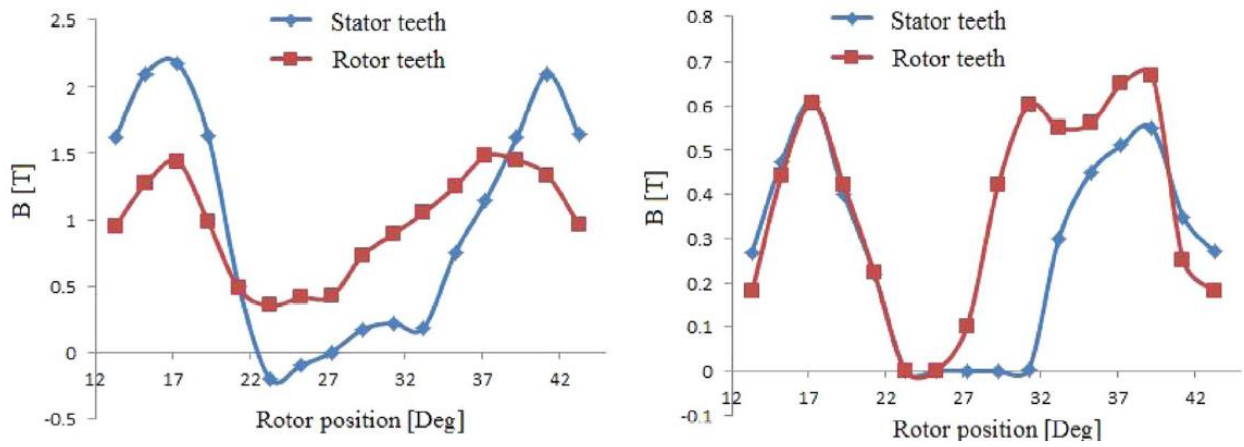 2.5
2
1.5
1
0.5
0
-0.5
B [T]
Stator teeth
Rotor teeth
12 17 22 27 32 37 42
Rotor position [Deg]
0.8
0.7
0.6
0.5
0.4
0.3
0.2
0.1
0
-0.1
B [T]
Stator teeth
Rotor teeth
12 17 22 27 32 37 42
Rotor position [Deg]